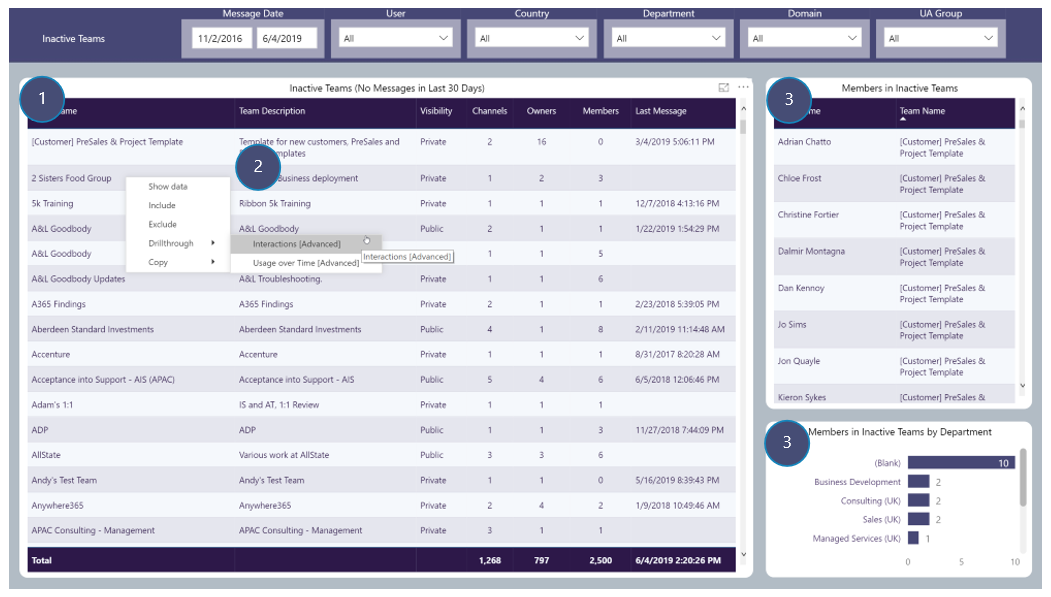 Message Date User Country Department Domain UA Group
Inactive Teams 11/2/2016 6/4/2019 All All All All All
1 Inactive Teams (No Messages in Last 30 Days)
Team Description Visibility Channels Owners Members Last Message
[Customer] PreSales & Project Template Template for new customers, PreSales and Private 2 16 0 3/4/2019 5:06:11 PM
2
2 Sisters Food Group Business deployment Private 1 2 3
5k Training Ribbon 5k Training Private 1 1 1 12/7/2018 4:13:16 PM
A&L Goodbody A&L Goodbody Public 2 1 1 1/22/2019 1:54:29 PM
A&L Goodbody 1 1 5
A&L Goodbody Updates A&L Troubleshooting. Private 1 1 6
A365 Findings A365 Findings Private 2 1 1 2/23/2018 5:39:05 PM
Aberdeen Standard Investments Aberdeen Standard Investments Public 4 1 8 2/11/2019 11:14:48 AM
Accenture Accenture Private 1 1 1 8/31/2017 8:20:28 AM
Acceptance into Support - AIS (APAC) Acceptance into Support - AIS Public 5 4 6 6/5/2018 12:06:46 PM
Adam's 1:1 IS and AT, 1:1 Review Private 1 1 1
ADP ADP Public 1 1 3 11/27/2018 7:44:09 PM
AllState Various work at AllState Public 3 3 6
Andy's Test Team Andy's Test Team Private 1 1 0 5/16/2019 8:39:43 PM
Anywhere365 Anywhere365 Private 2 4 2 1/9/2018 10:49:46 AM
APAC Consulting - Management APAC Consulting - Management Private 3 1 1
Total 1,268 797 2,500 6/4/2019 2:20:26 PM
Show data
Include
Exclude
Drillthrough
Copy
Interactions [Advanced]
Usage over Time [Advanced]
Interactions [Advanced]
3 Members in Inactive Teams
Team Name
Adrian Chatto [Customer] PreSales &
Project Template
Chloe Frost [Customer] PreSales &
Project Template
Christine Fortier [Customer] PreSales &
Project Template
Dalmir Montagna [Customer] PreSales &
Project Template
Dan Kennoy [Customer] PreSales &
Project Template
Jo Sims [Customer] PreSales &
Project Template
Jon Quayle [Customer] PreSales &
Project Template
Kieron Sykes [Customer] PreSales &
3 Members in Inactive Teams by Department
(Blank) 10
Business Development 2
Consulting (UK) 2
Sales (UK) 2
Managed Services (UK) 1
0 5 10